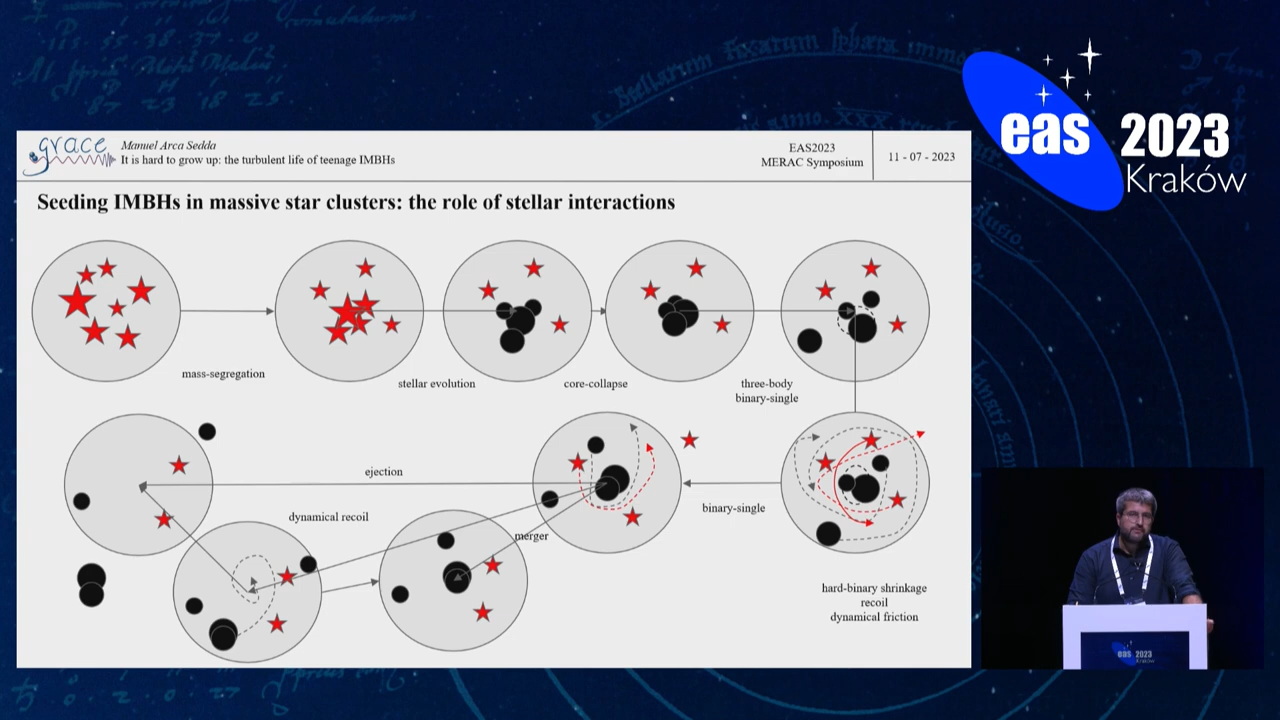 eas 2023
Kraków
grace
Manuel Arca Sedda
It is hard to grow up: the turbulent life of teenage IMBHs
EAS2023
MERAC Symposium
11 - 07 - 2023
Seeding IMBHs in massive star clusters: the role of stellar interactions
mass-segregation
stellar evolution
core-collapse
three-body
binary-single
ejection
dynamical recoil
merger
binary-single
hard-binary shrinkage
recoil
dynamical friction
eas 2023
Kraków